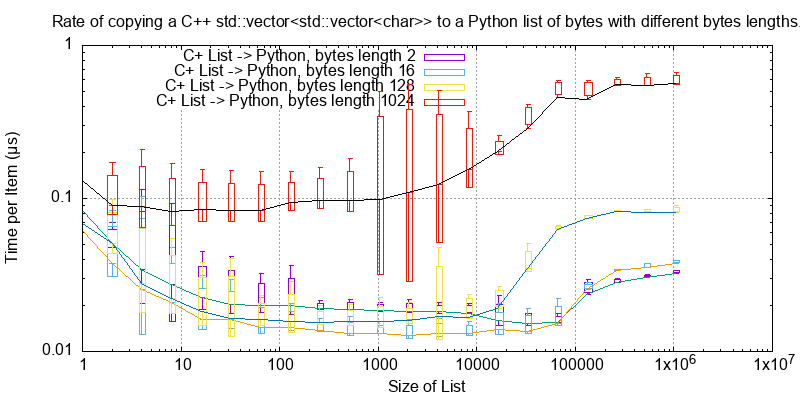 Rate of copying a C++ std::vector<std::vector<char>> to a Python list of bytes with different bytes lengths.
C+ List -> Python, bytes length 2
C+ List -> Python, bytes length 16
C+ List -> Python, bytes length 128
C+ List -> Python, bytes length 1024
Time per Item (µs)
1
0.1
0.01
1 10 100 1000 10000 100000 1x10^6 1x10^7
Size of List